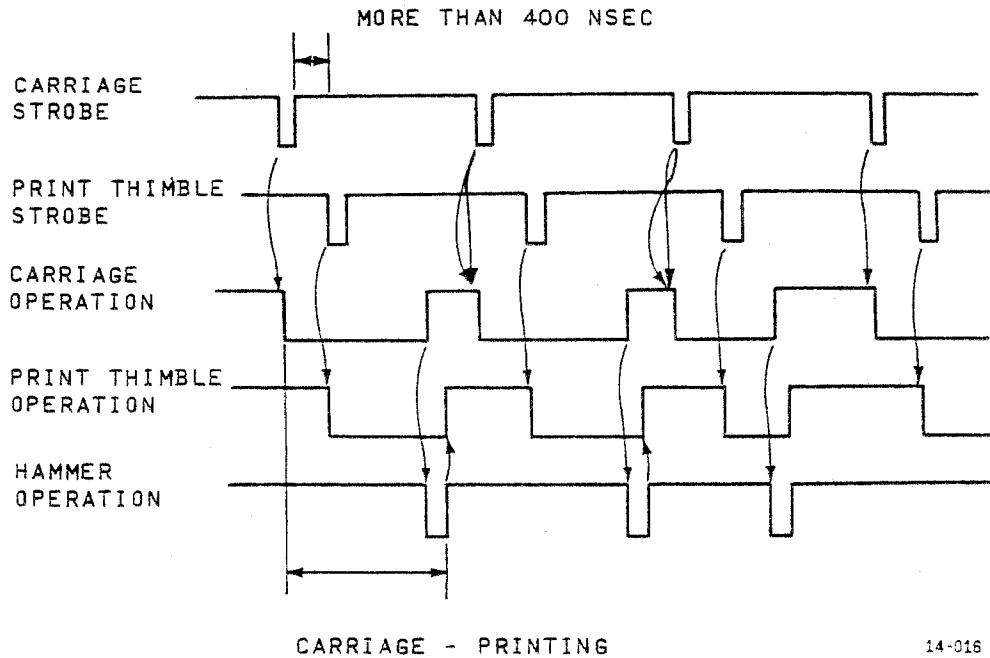 MORE THAN 400 NSEC
CARRIAGE
STROBE
PRINT THIMBLE
STROBE
CARRIAGE
OPERATION
PRINT THIMBLE
OPERATION
HAMMER
OPERATION
CARRIAGE - PRINTING
14-016